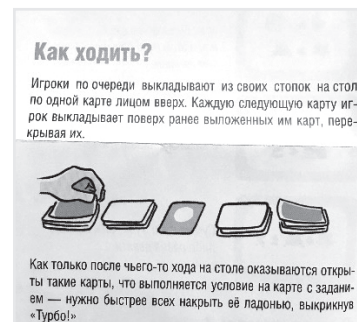 Как ходить?
Игроки по очереди выкладывают из своих стопок на стол
по одной карте лицом вверх. Каждую следующую карту иг-
рок выкладывает поверх ранее выложенных им карт, пере-
крывая их.
Как только после чьего-то хода на столе оказываются откры-
ты такие карты, что выполняется условие на карте с задани-
ем — нужно быстрее всех накрыть её ладонью, выкрикнув
«Турбо!»